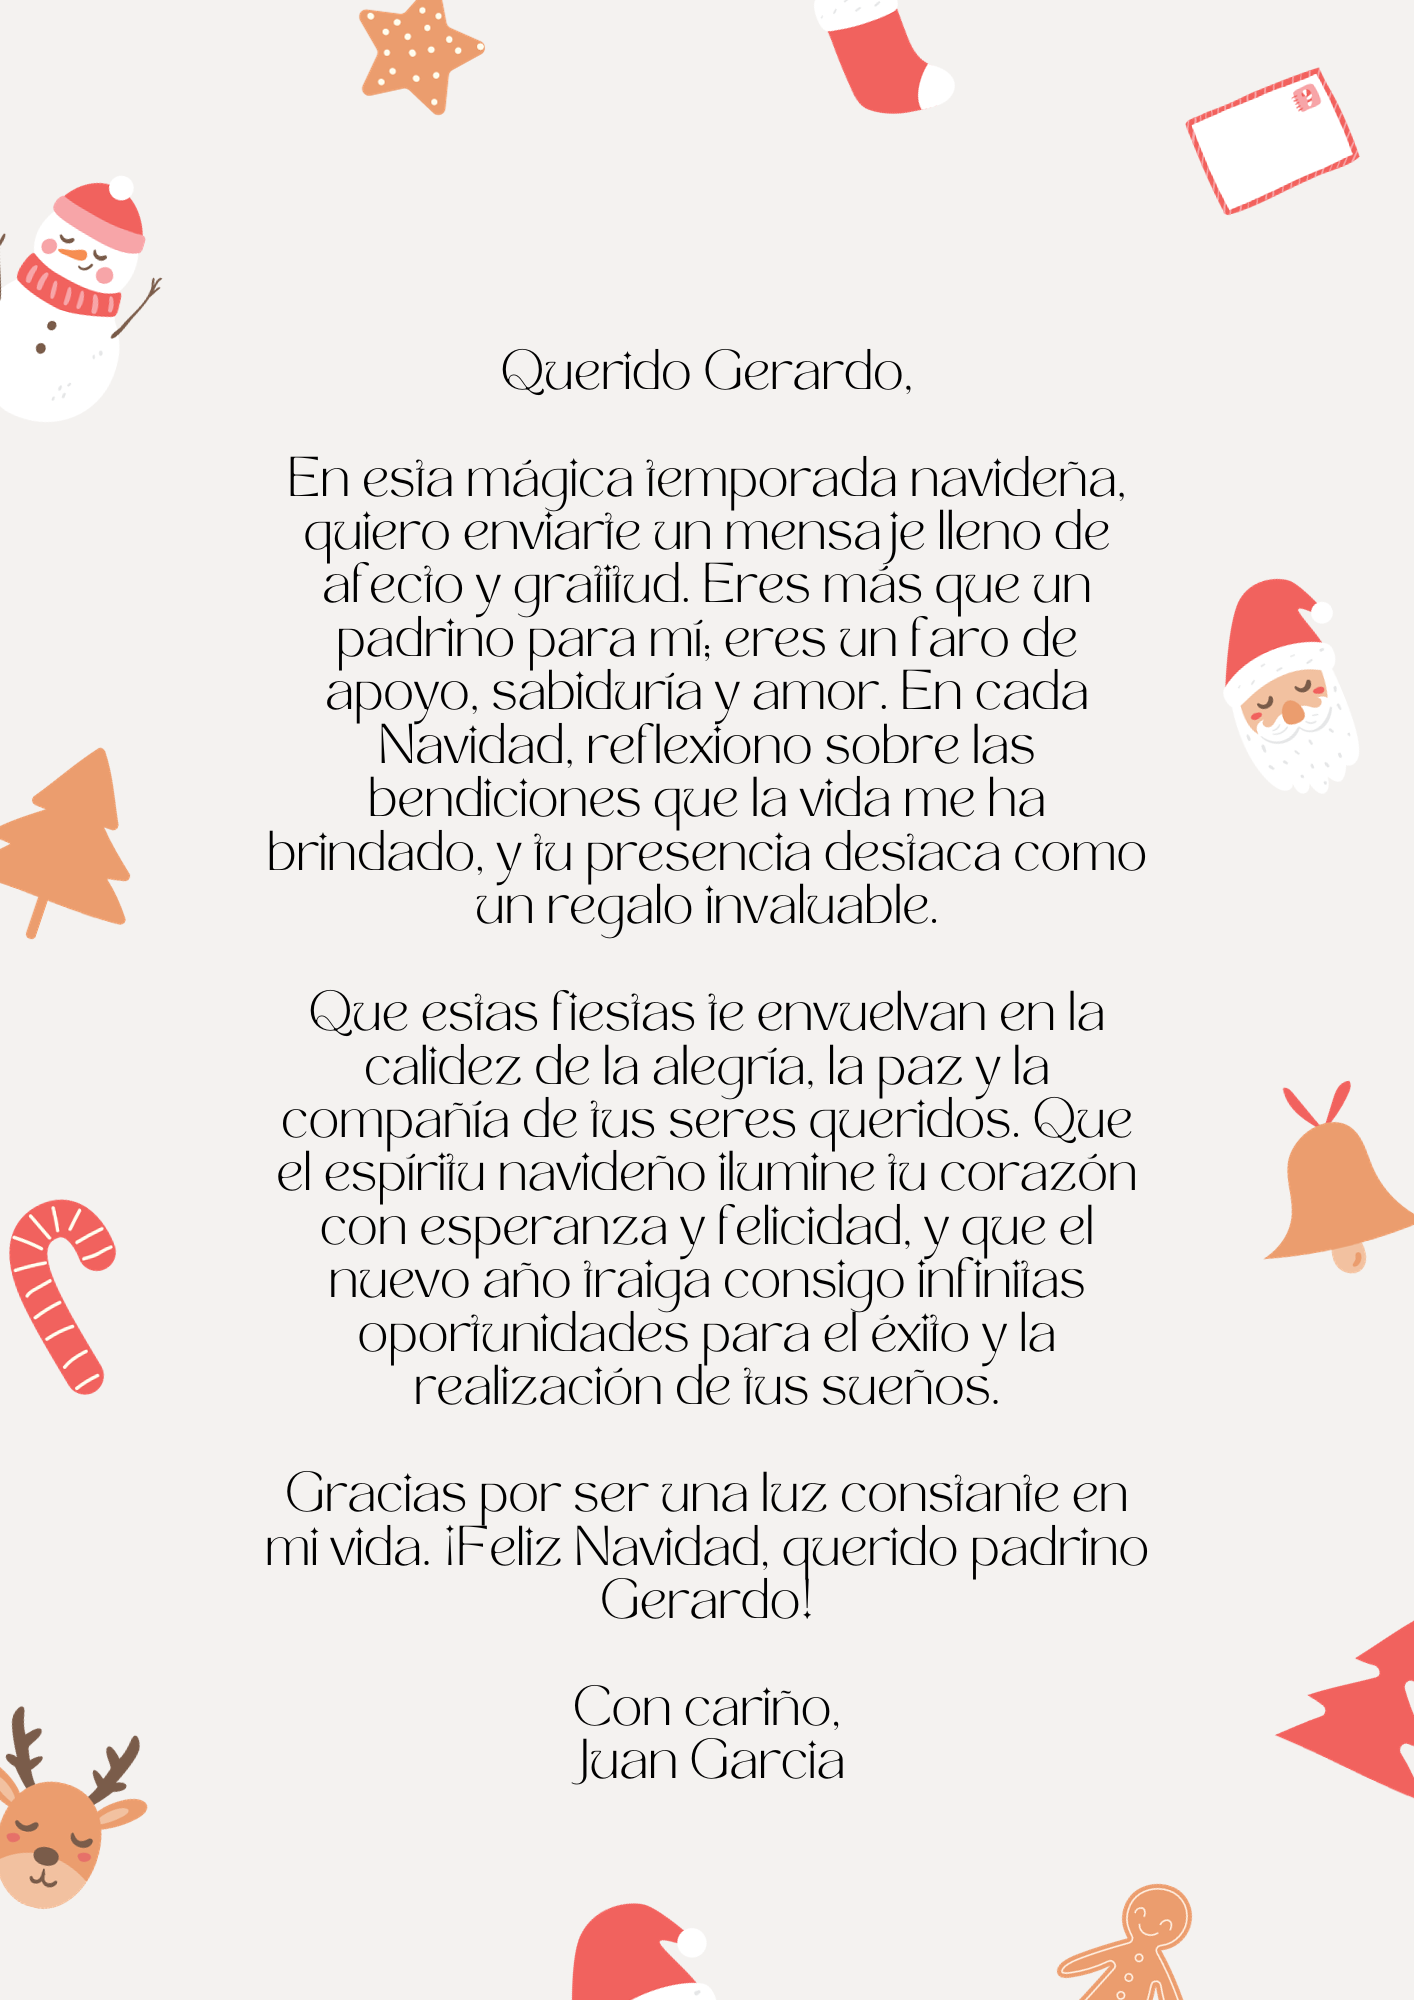 Querido Gerardo,
En esta mágica temporada navideña,
quiero enviarte un mensaje lleno de
afecto y gratitud. Eres más que un
padrino para mí; eres un faro de
apoyo, sabiduría y amor. En cada
Navidad, reflexiono sobre las
bendiciones que la vida me ha
brindado, y tu presencia destaca como
un regalo invaluable.
Que estas fiestas te envuelvan en la
calidez de la alegría, la paz y la
compañía de tus seres queridos. Que
el espíritu navideño ilumine tu corazón
con esperanza y felicidad, y que el
nuevo año traiga consigo infinitas
oportunidades para el éxito y la
realización de tus sueños.
Gracias por ser una luz constante en
mi vida. ¡Feliz Navidad, querido padrino
Gerardo!
Con cariño,
Juan Garcia